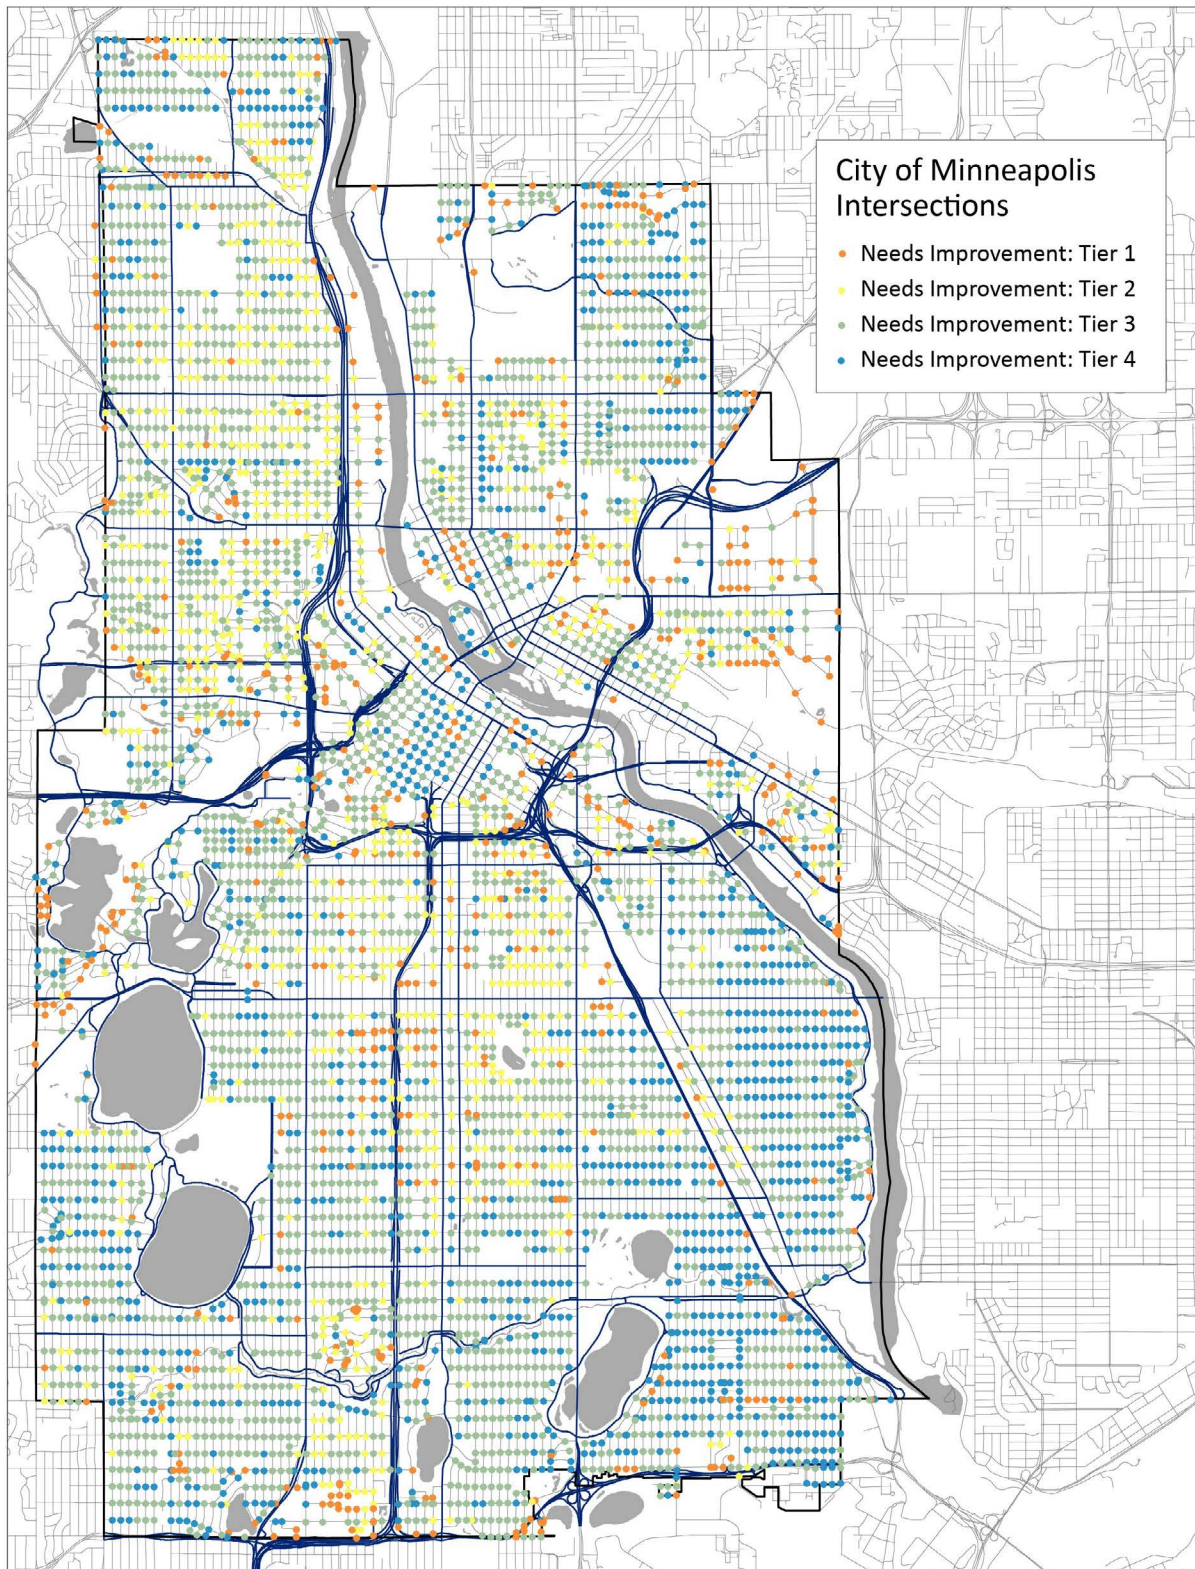 City of Minneapolis
Intersections
Needs Improvement: Tier 1
Needs Improvement: Tier 2
Needs Improvement: Tier 3
Needs Improvement: Tier 4